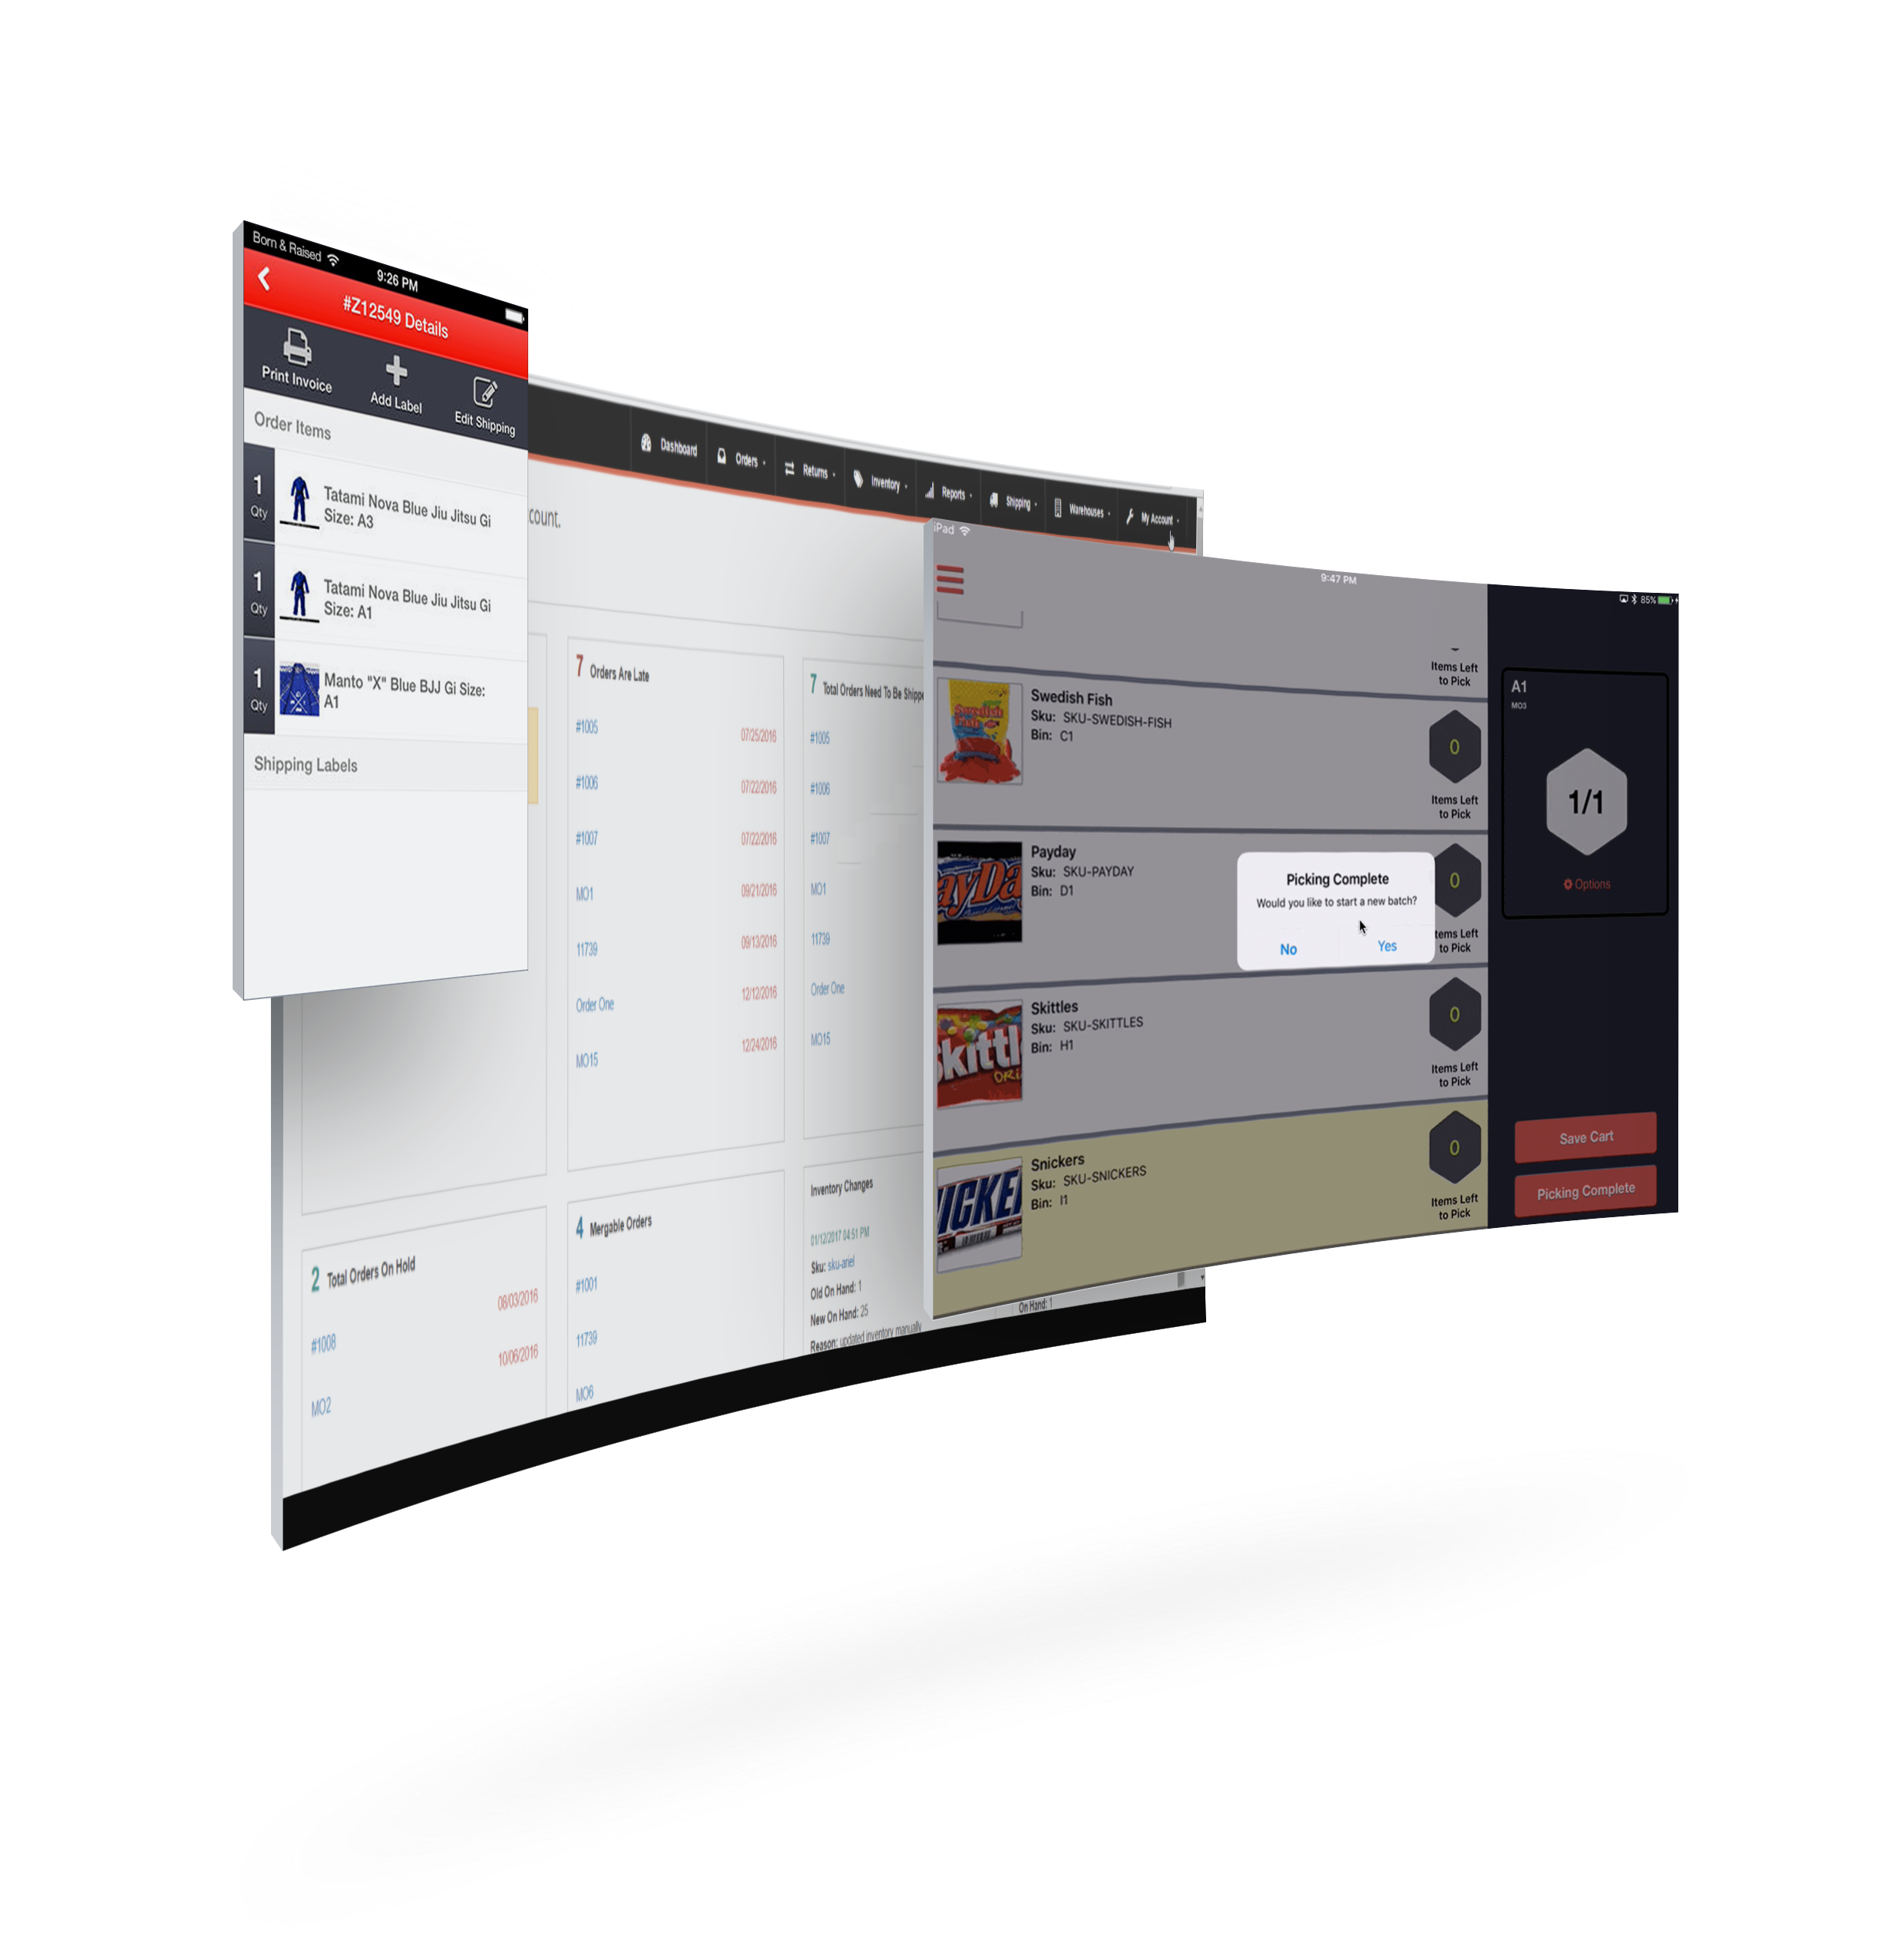 Born & Raised
9:26 PM
#Z12549 Details
Print Invoice
Add Label
Edit Shipping
Order Items
1
Qty
Tatami Nova Blue Jiu Jitsu Gi
Size: A3
1
Qty
Tatami Nova Blue Jiu Jitsu Gi
Size: A1
1
Qty
Manto "X" Blue BJJ Gi Size:
A1
Shipping Labels
Dashboard
Orders
Returns
Inventory
Reports
Shipping
Warehouses
My Account
count.
7 Orders Are Late
#1005 07/25/2016
#1006 07/22/2016
#1007 07/22/2016
MO1 09/21/2016
11739 09/13/2016
Order One 12/12/2016
MO15 12/24/2016
7 Total Orders Need To Be Shippe
#1005
#1006
#1007
MO1
11739
Order One
MO15
2 Total Orders On Hold
08/03/2016
#1008
10/06/2016
MO2
4 Mergable Orders
#1001
11739
MO6
Inventory Changes
01/12/2017 04:51 PM
Sku: sku-ariel
Old On Hand: 1
New On Hand: 25
Reason: updated inventory manually
On Hand: 1
iPad
9:47 PM
85%
Items Left
to Pick
Swedish Fish
Sku: SKU-SWEDISH-FISH
Bin: C1
0
Items Left
to Pick
Payday
Sku: SKU-PAYDAY
Bin: D1
0
Items Left
to Pick
Skittles
Sku: SKU-SKITTLES
Bin: H1
0
Items Left
to Pick
Snickers
Sku: SKU-SNICKERS
Bin: I1
0
Items Left
to Pick
Swedish
Fish
ayDa
Skittl
ORI
ICKE
Picking Complete
Would you like to start a new batch?
No
Yes
A1
MO3
1/1
Options
Save Cart
Picking Complete